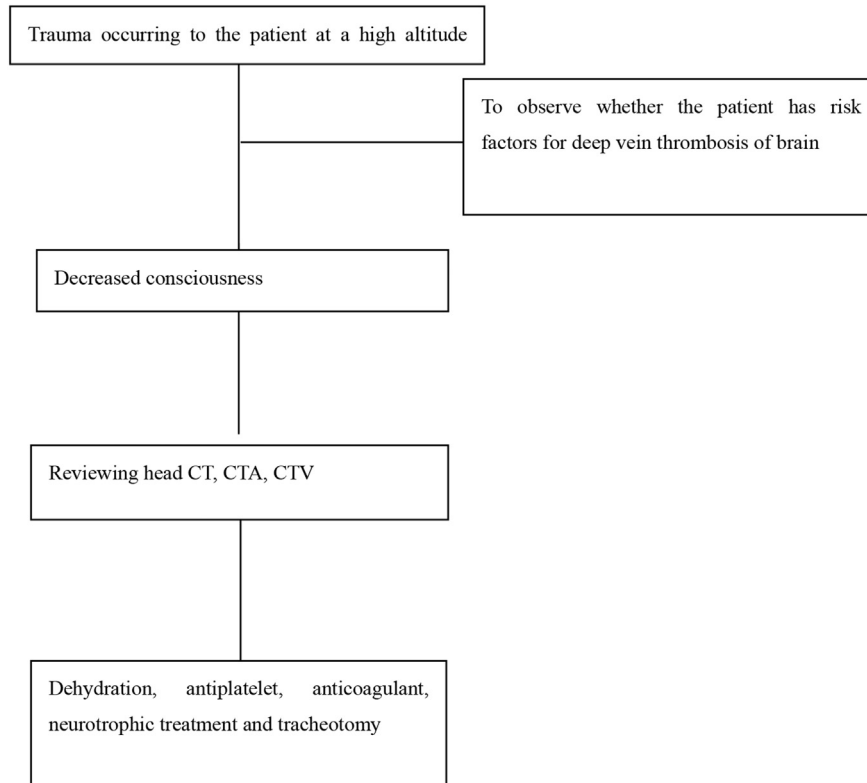 Trauma occurring to the patient at a high altitude
To observe whether the patient has risk
factors for deep vein thrombosis of brain
Decreased consciousness
Reviewing head CT, CTA, CTV
Dehydration, antiplatelet, anticoagulant,
neurotrophic treatment and tracheotomy